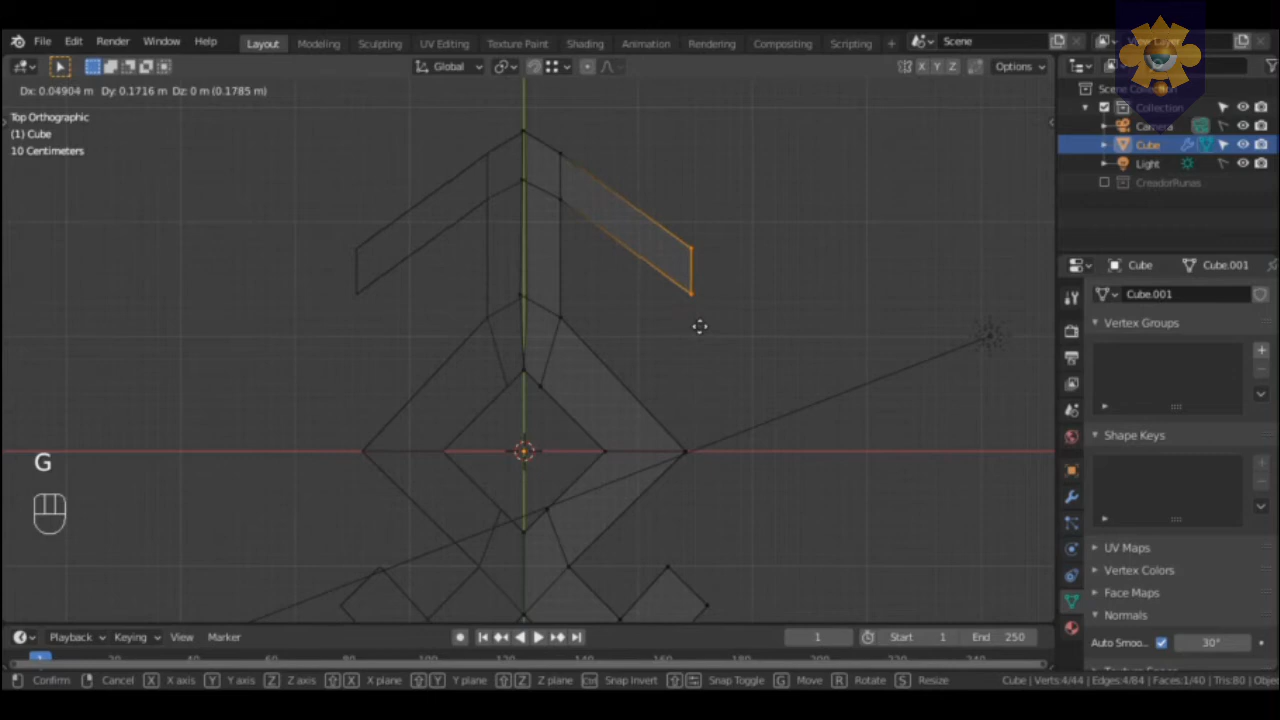 File Edit Render Window Help Layout Modeling Sculpting UV Editing Texture Paint Shading Animation Rendering Compositing Scripting + Scene View Layer
Global X Y Z Options
Dx: 0.04904 m Dy: 0.1716 m Dz: 0 m (0.1785 m)
Top Orthographic
(1) Cube
10 Centimeters
Scene Collection
Collection
Camera
Cube
Light
CreadorRunas
Cube Cube.001
Cube.001
Vertex Groups
Shape Keys
UV Maps
Vertex Colors
Face Maps
Normals
Auto Smoo... 30°
G
Playback Keying View Marker 1 Start 1 End 250
1
Confirm Cancel X X axis Y Y axis Z Z axis X X plane Y Y plane Z Z plane Ctrl Snap Invert Snap Toggle G Move R Rotate S Resize Cube | Verts:4/44 | Edges:4/84 | Faces:1/40 | Tris:80 |